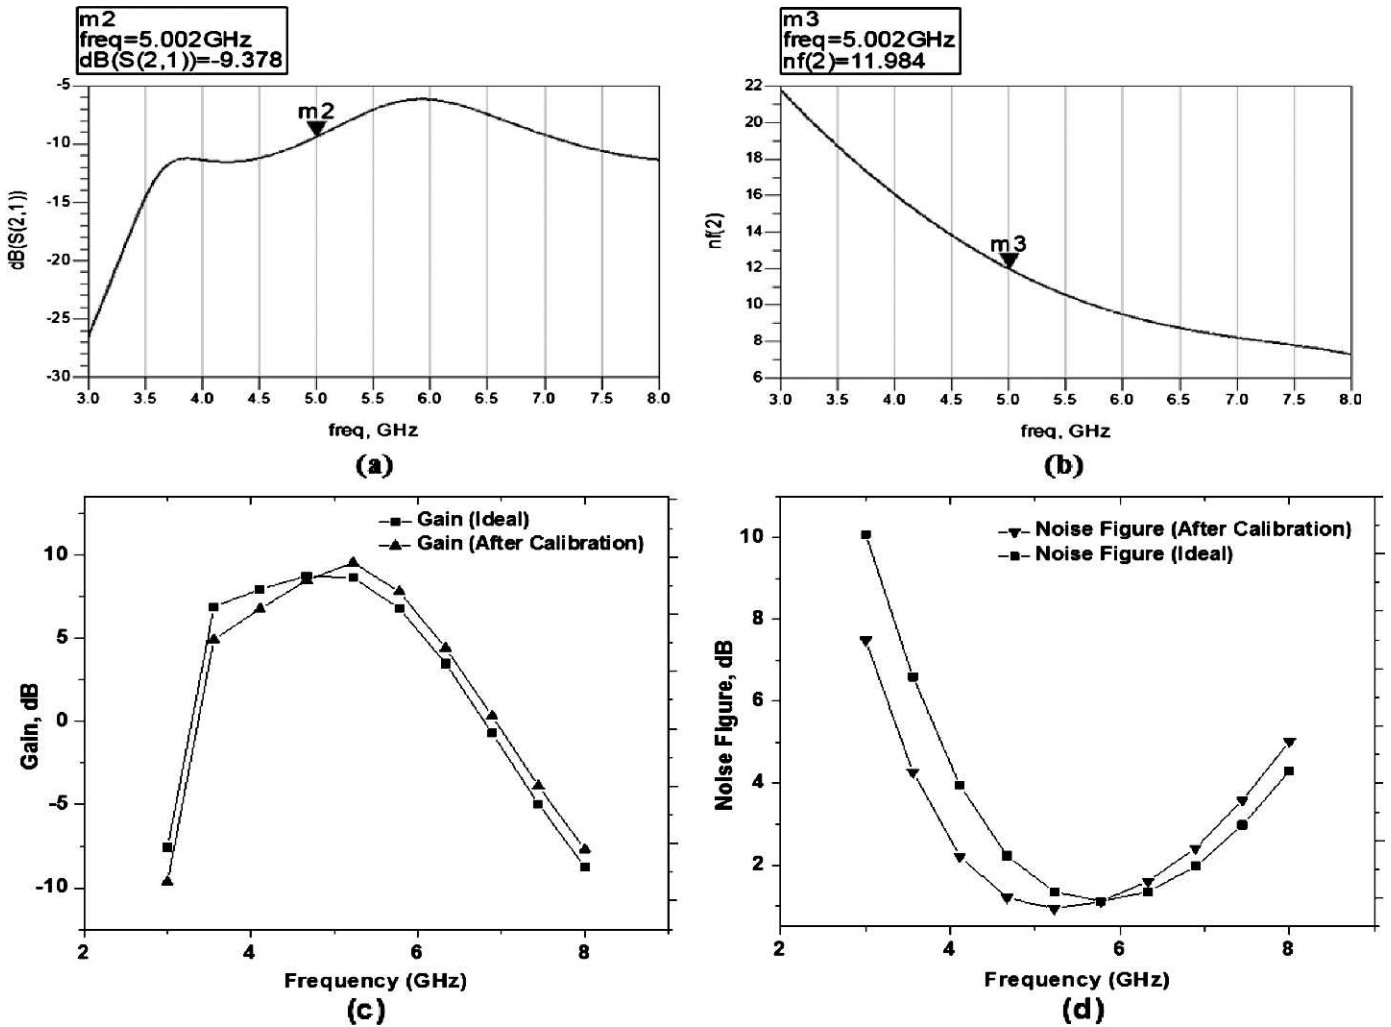 m2
freq=5.002GHz
dB(S(2,1))=-9.378
-5
-10
-15
-20
-25
-30
dB(S(2,1))
m2
3.0 3.5 4.0 4.5 5.0 5.5 6.0 6.5 7.0 7.5 8.0
freq, GHz
(a)
m3
freq=5.002GHz
nf(2)=11.984
22
20
22
18
16
14
12
10
8
6
nf(2)
m3
3.0 3.5 4.0 4.5 5.0 5.5 6.0 6.5 7.0 7.5 8.0
freq, GHz
(b)
Gain (Ideal)
Gain (After Calibration)
10
5
0
-5
-10
Gain, dB
2 4 6 8
Frequency (GHz)
(c)
Noise Figure (After Calibration)
Noise Figure (Ideal)
10
8
6
4
2
Noise Figure, dB
2 4 6 8
Frequency (GHz)
(d)